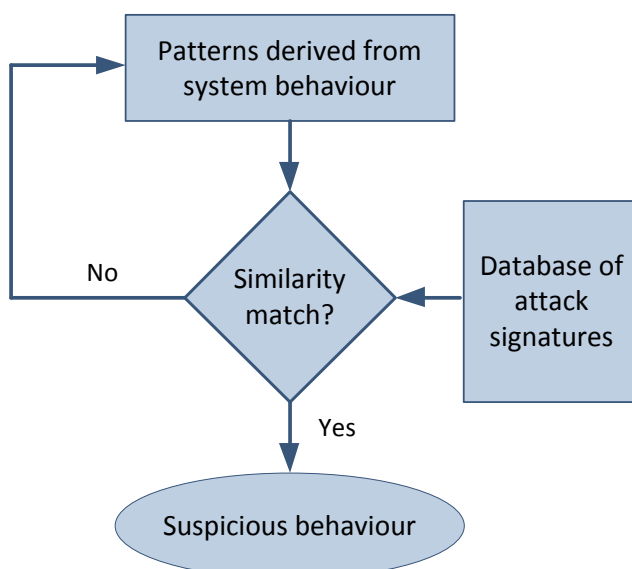 Patterns derived from
system behaviour
No
Similarity
match?
Database of
attack
signatures
Yes
Suspicious behaviour